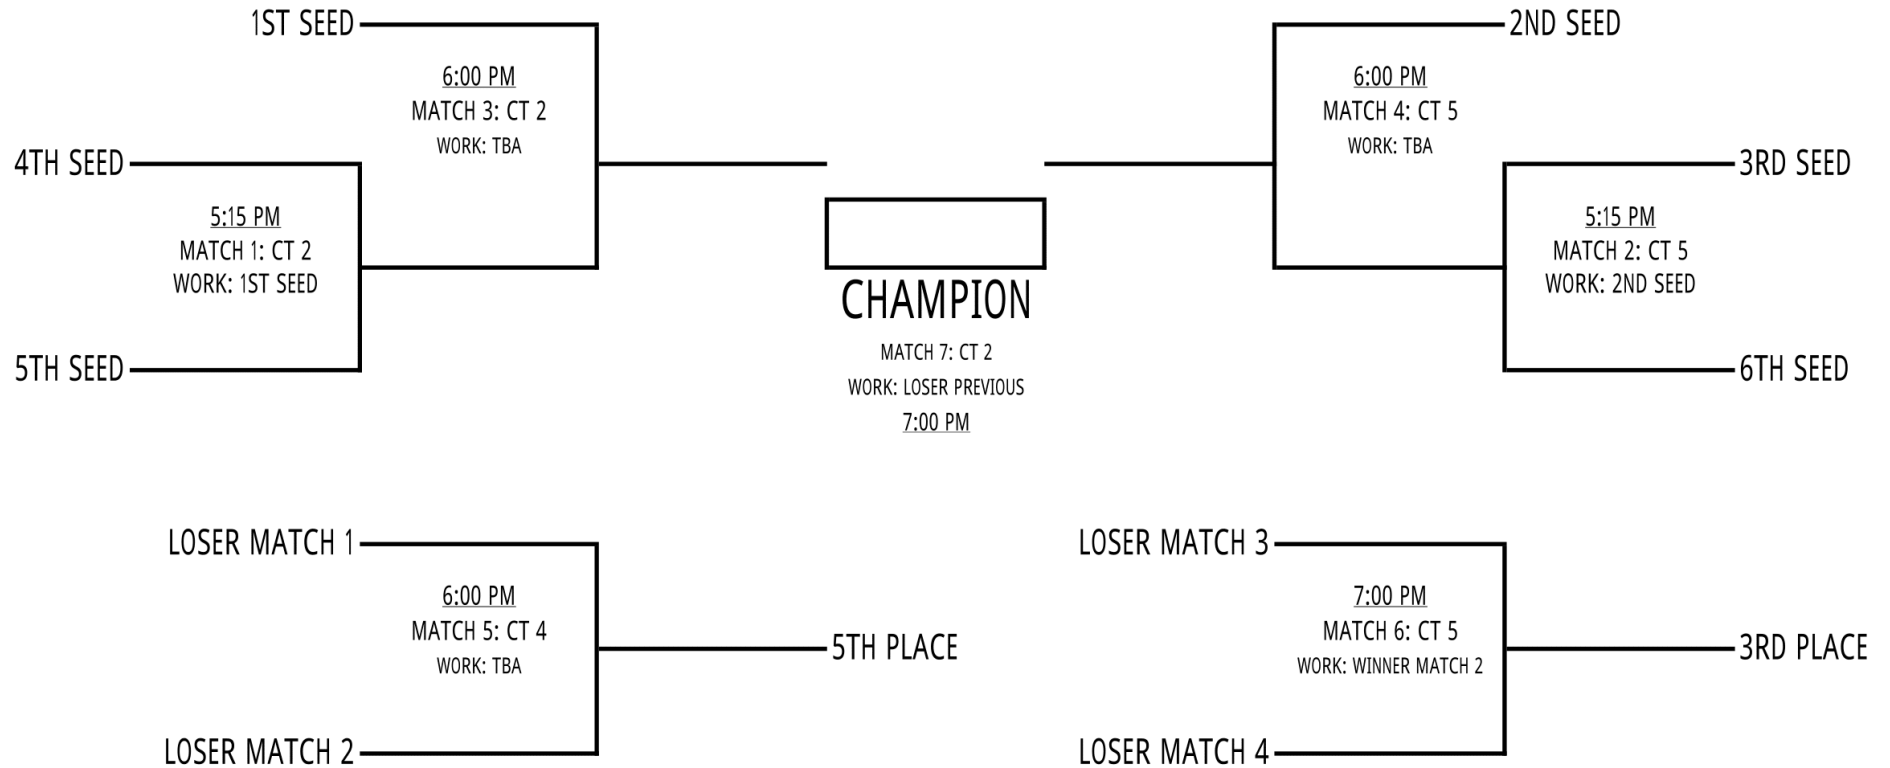 1ST SEED
6:00 PM
MATCH 3: CT 2
WORK: TBA
4TH SEED
5:15 PM
MATCH 1: CT 2
WORK: 1ST SEED
5TH SEED
2ND SEED
6:00 PM
MATCH 4: CT 5
WORK: TBA
3RD SEED
5:15 PM
MATCH 2: CT 5
WORK: 2ND SEED
6TH SEED
CHAMPION
MATCH 7: CT 2
WORK: LOSER PREVIOUS
7:00 PM
LOSER MATCH 1
6:00 PM
MATCH 5: CT 4
WORK: TBA
LOSER MATCH 2
5TH PLACE
LOSER MATCH 3
7:00 PM
MATCH 6: CT 5
WORK: WINNER MATCH 2
LOSER MATCH 4
3RD PLACE